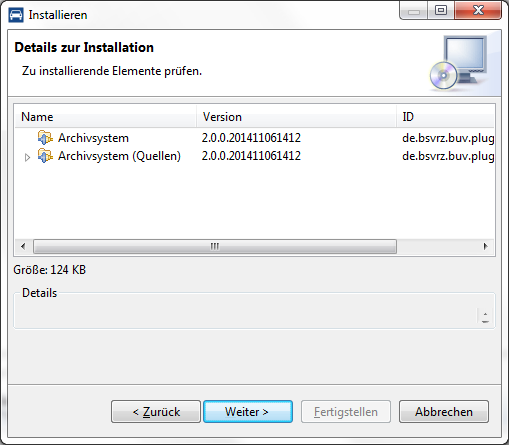 Installieren
Details zur Installation
Zu installierende Elemente prüfen.
Name Version ID
Archivsystem 2.0.0.201411061412 de.bsvrz.buv.plug
Archivsystem (Quellen) 2.0.0.201411061412 de.bsvrz.buv.plug
Größe: 124 KB
Details
< Zurück Weiter > Fertigstellen Abbrechen